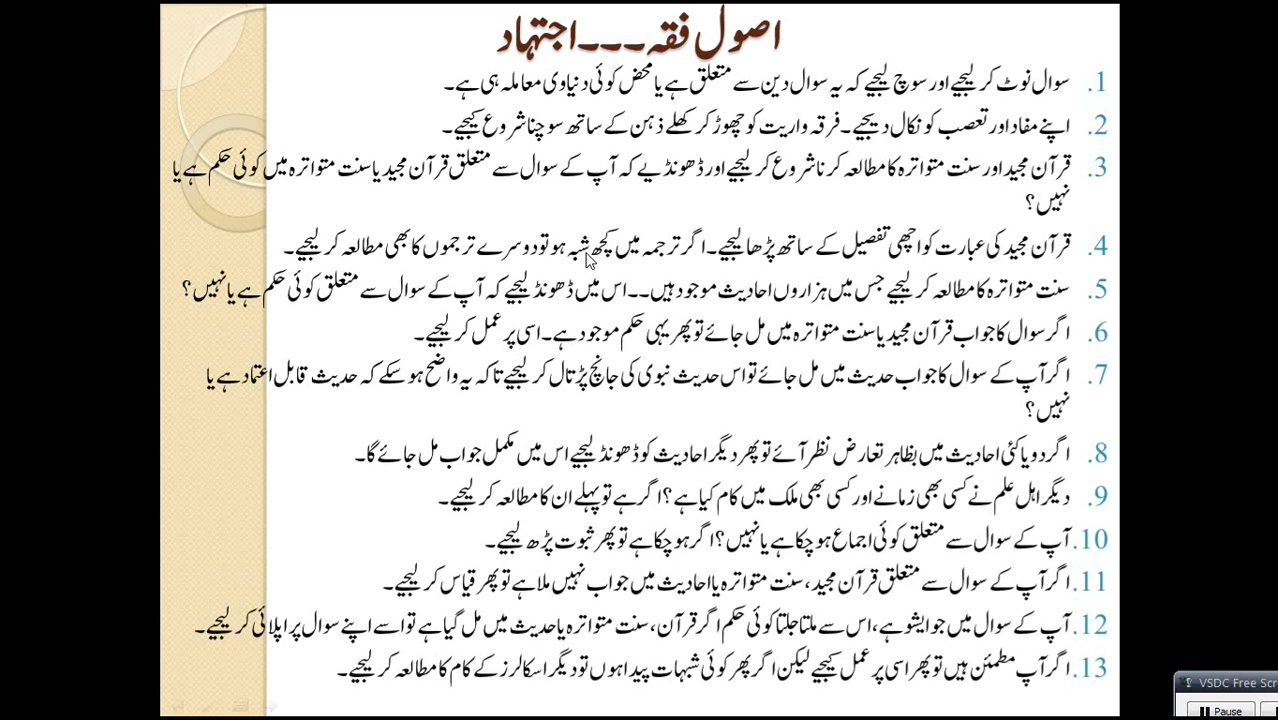 اصول فقہ۔۔۔اجتہاد
1. سوال نوٹ کر لیجیے اور سوچ لیجیے کہ یہ سوال دین سے متعلق ہے یا محض کوئی دنیاوی معاملہ ہی ہے۔
2. اپنے مفاد اور تعصب کو نکال دیجیے۔ فرقہ واریت کو چھوڑ کر کھلے ذہن کے ساتھ سوچنا شروع کیجیے۔
3. قرآن مجید اور سنت متواترہ کا مطالعہ کرنا شروع کر لیجیے اور ڈھونڈیے کہ آپ کے سوال سے متعلق قرآن مجید یا سنت متواترہ میں کوئی حکم ہے یا
نہیں؟
4. قرآن مجید کی عبارت کو اچھی تفصیل کے ساتھ پڑھا لیجیے۔ اگر ترجمہ میں کچھ شبہ ہو تو دوسرے ترجموں کا بھی مطالعہ کر لیجیے۔
5. سنت متواترہ کا مطالعہ کر لیجیے جس میں ہزاروں احادیث موجود ہیں۔۔ اس میں ڈھونڈ لیجیے کہ آپ کے سوال سے متعلق کوئی حکم ہے یا نہیں؟
6. اگر سوال کا جواب قرآن مجید یا سنت متواترہ میں مل جائے تو پھر یہی حکم موجود ہے۔ اسی پر عمل کر لیجیے۔
7. اگر آپ کے سوال کا جواب حدیث میں مل جائے تو اس حدیث نبوی کی جانچ پڑتال کر لیجیے تاکہ یہ واضح ہو سکے کہ حدیث قابل اعتماد ہے یا
نہیں؟
8. اگر دو یا کئی احادیث میں بظاہر تعارض نظر آئے تو پھر دیگر احادیث کو ڈھونڈ لیجیے اس میں مکمل جواب مل جائے گا۔
9. دیگر اہل علم نے کسی بھی زمانے اور کسی بھی ملک میں کام کیا ہے؟ اگر ہے تو پہلے ان کا مطالعہ کر لیجیے۔
10. آپ کے سوال سے متعلق کوئی اجماع ہو چکا ہے یا نہیں؟ اگر ہو چکا ہے تو پھر ثبوت پڑھ لیجیے۔
11. اگر آپ کے سوال سے متعلق قرآن مجید، سنت متواترہ یا احادیث میں جواب نہیں ملا ہے تو پھر قیاس کر لیجیے۔
12. آپ کے سوال میں جو ایشو ہے، اس سے ملتا جلتا کوئی حکم اگر قرآن، سنت متواترہ یا حدیث میں مل گیا ہے تو اسے اپنے سوال پر اپلائی کر لیجیے۔
13. اگر آپ مطمئن ہیں تو پھر اسی پر عمل کیجیے لیکن اگر پھر کوئی شبہات پیدا ہوں تو دیگر اسکالرز کے کام کا مطالعہ کر لیجیے۔
VSDC Free Scr
Pause